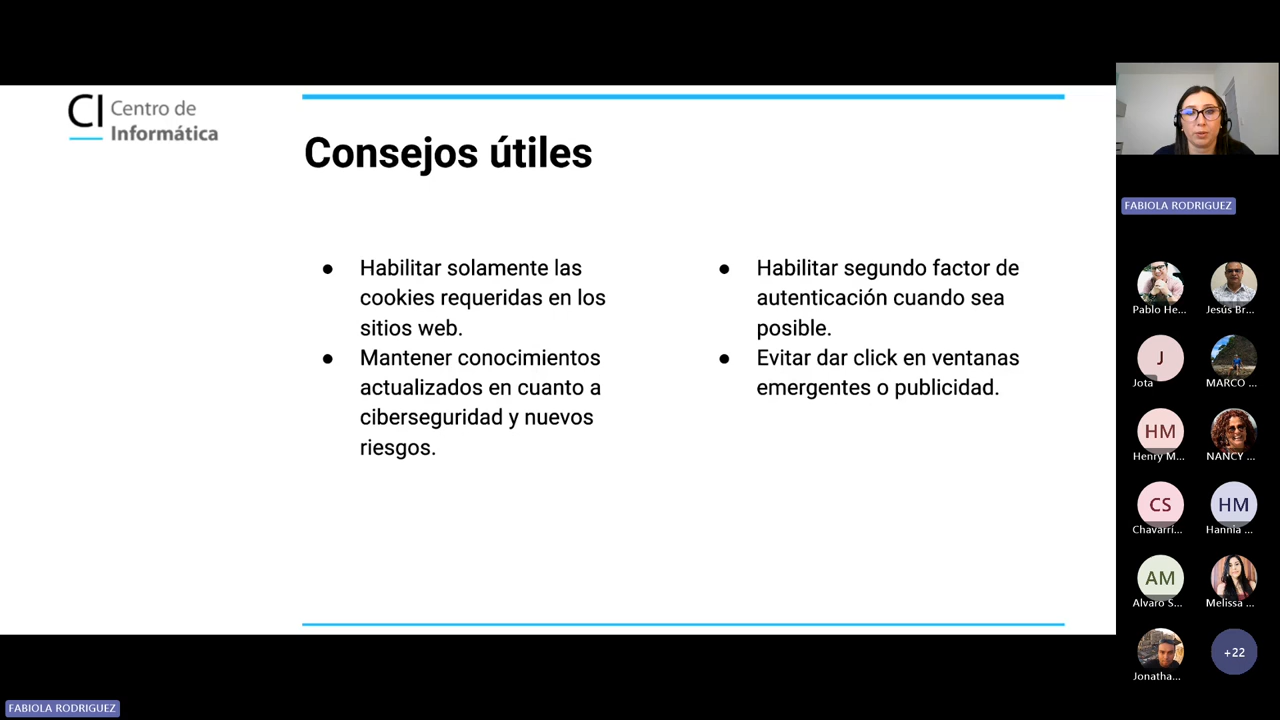 CI Centro de
Informática
Consejos útiles
● Habilitar solamente las
cookies requeridas en los
sitios web.
● Mantener conocimientos
actualizados en cuanto a
ciberseguridad y nuevos
riesgos.
● Habilitar segundo factor de
autenticación cuando sea
posible.
● Evitar dar click en ventanas
emergentes o publicidad.
FABIOLA RODRIGUEZ
Pablo He...
Jesús Br...
J
Jota
MARCO ...
HM
Henry M...
NANCY ...
CS
Chavarrí...
HM
Hannia ...
AM
Alvaro S...
Melissa ...
Jonatha...
+22
FABIOLA RODRIGUEZ